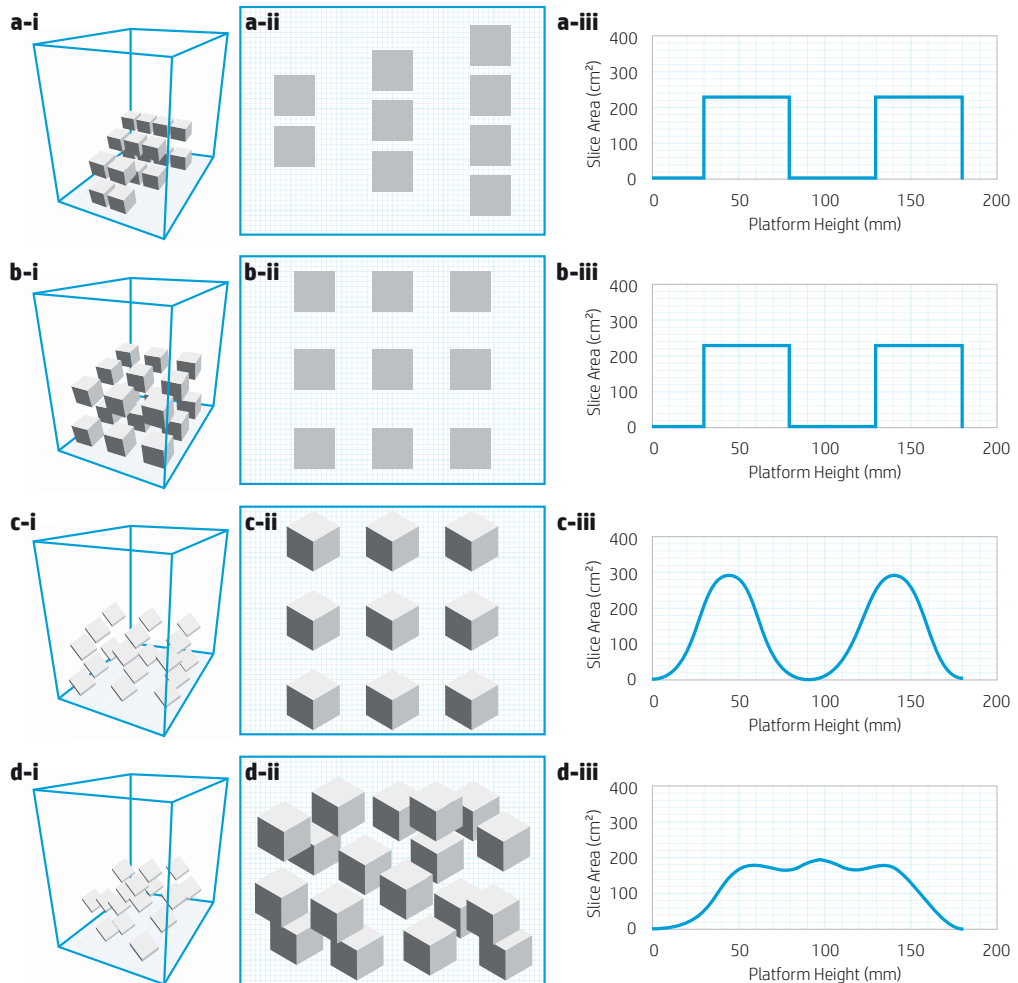 a-i
a-ii
a-iii
400
300
200
100
0
Slice Area (cm²)
0 50 100 150 200
Platform Height (mm)
b-i
b-ii
b-iii
400
300
200
100
0
Slice Area (cm²)
0 50 100 150 200
Platform Height (mm)
c-i
c-ii
c-iii
400
300
200
100
0
Slice Area (cm²)
0 50 100 150 200
Platform Height (mm)
d-i
d-ii
d-iii
400
300
200
100
0
Slice Area (cm²)
0 50 100 150 200
Platform Height (mm)